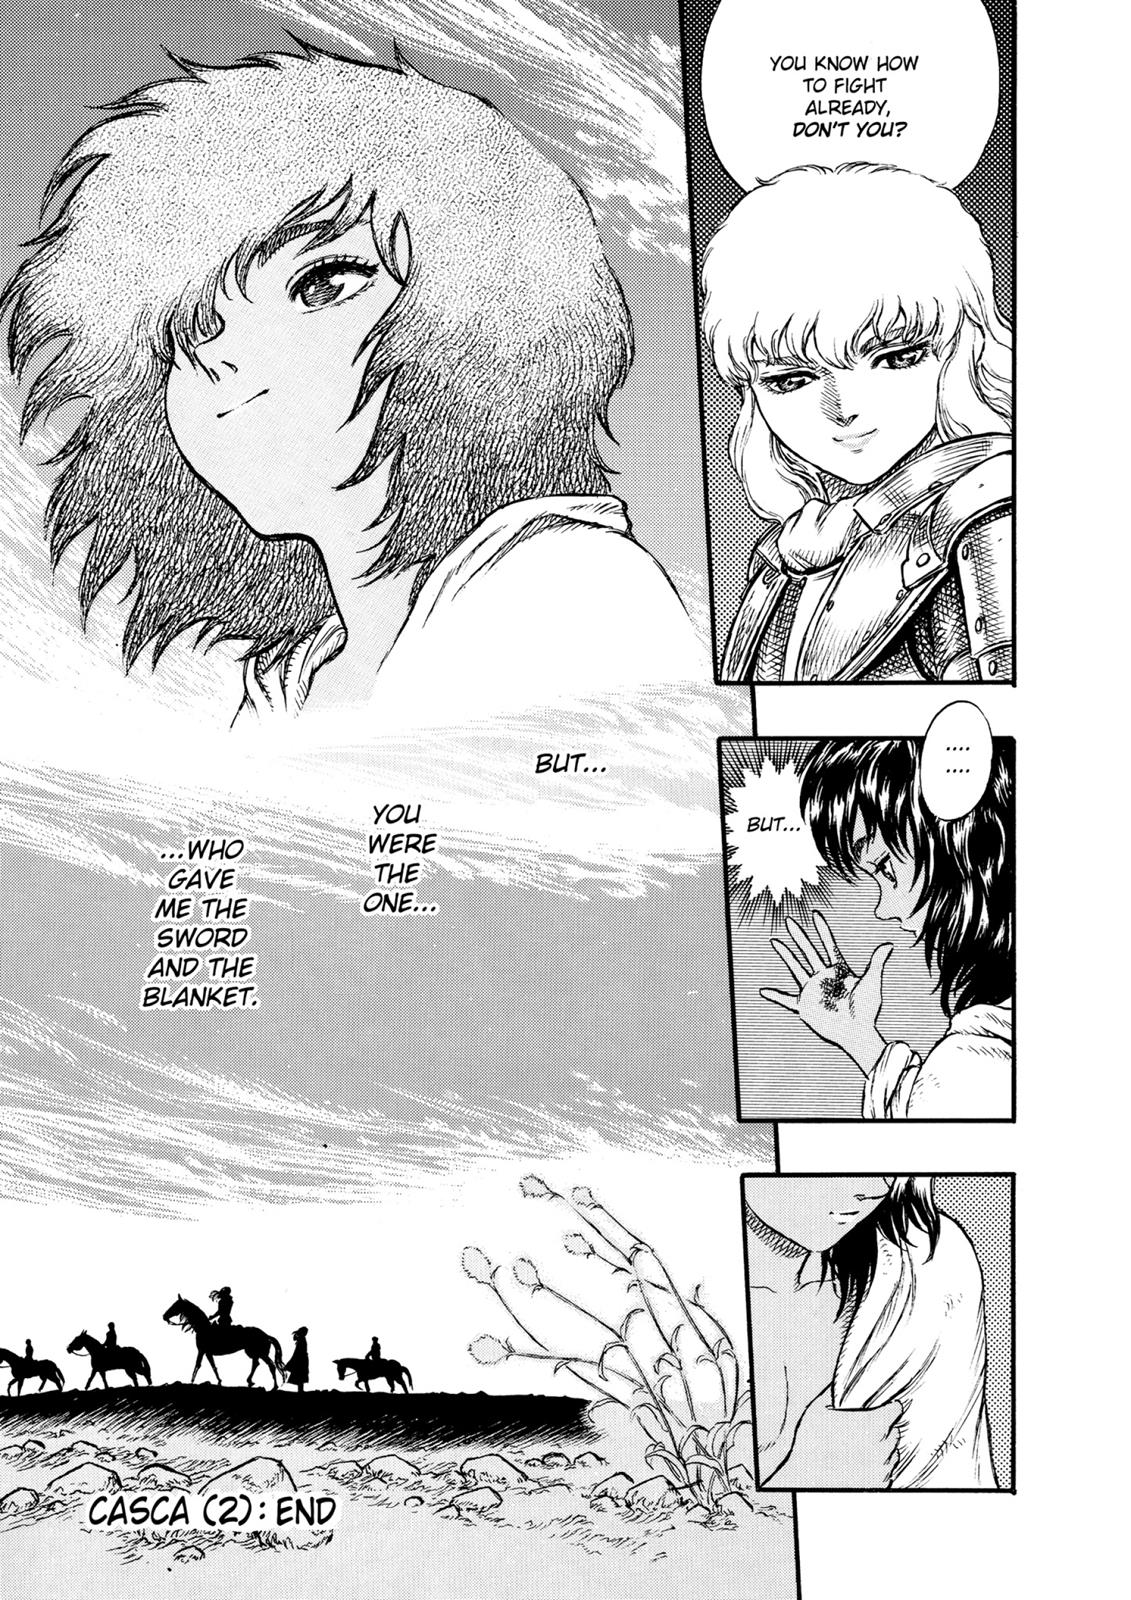 YOU KNOW HOW
TO FIGHT
ALREADY,
DON'T YOU?
....
....
BUT...
BUT...
YOU
WERE
THE
ONE...
...WHO
GAVE
ME THE
SWORD
AND THE
BLANKET.
CASCA (2): END